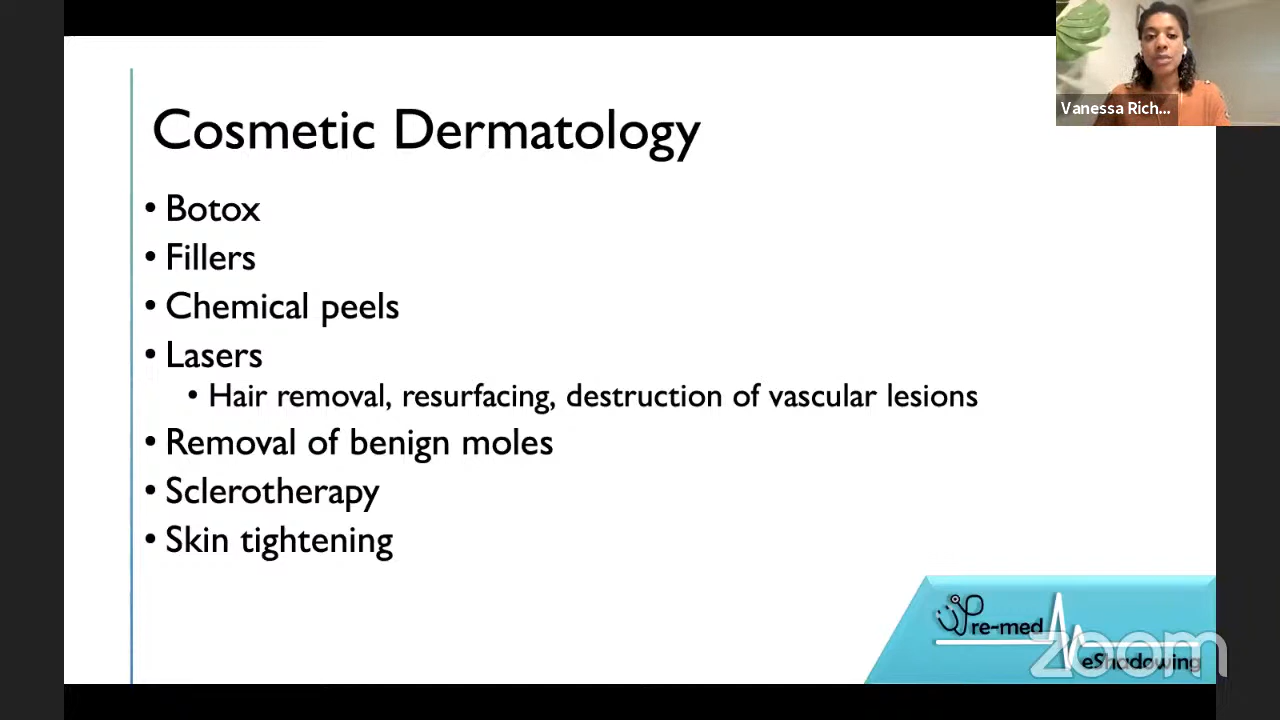 Vanessa Rich...
Cosmetic Dermatology
• Botox
• Fillers
• Chemical peels
• Lasers
• Hair removal, resurfacing, destruction of vascular lesions
• Removal of benign moles
• Sclerotherapy
• Skin tightening
Pre-med
eShadowing
zoom